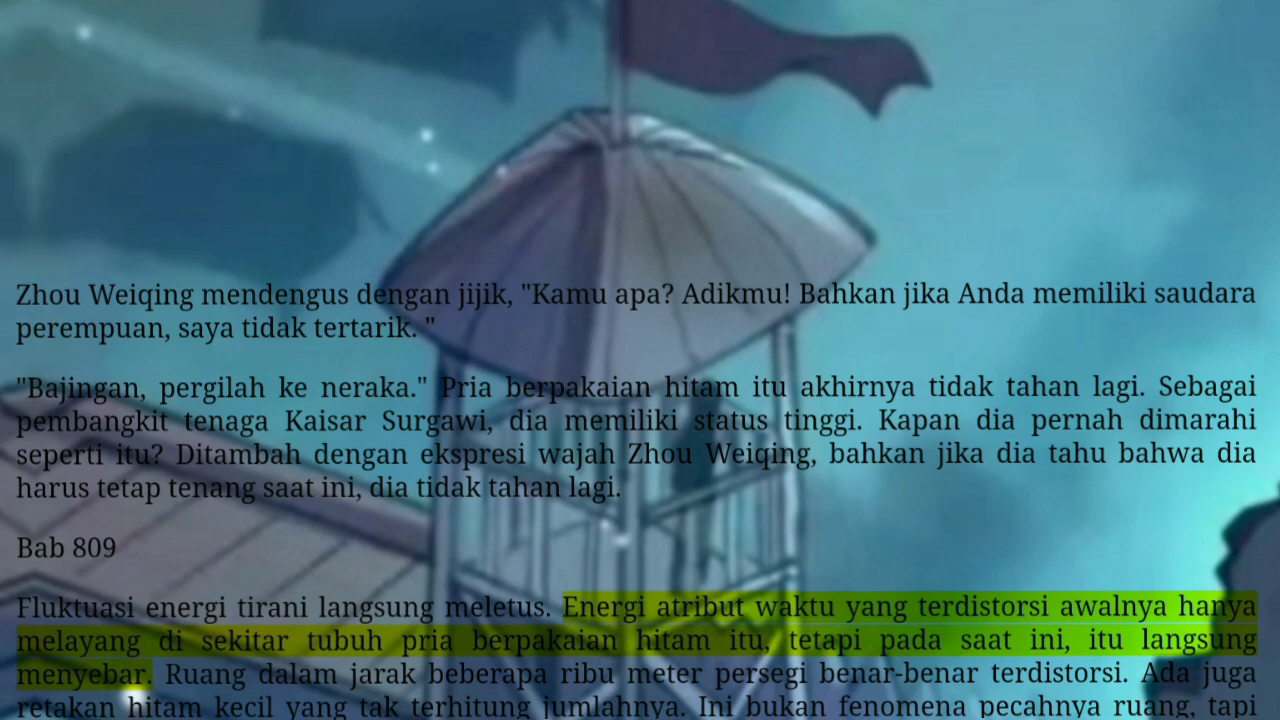 Zhou Weiqing mendengus dengan jijik, "Kamu apa? Adikmu! Bahkan jika Anda memiliki saudara
perempuan, saya tidak tertarik. "
"Bajingan, pergilah ke neraka." Pria berpakaian hitam itu akhirnya tidak tahan lagi. Sebagai
pembangkit tenaga Kaisar Surgawi, dia memiliki status tinggi. Kapan dia pernah dimarahi
seperti itu? Ditambah dengan ekspresi wajah Zhou Weiqing, bahkan jika dia tahu bahwa dia
harus tetap tenang saat ini, dia tidak tahan lagi.
Bab 809
Fluktuasi energi tirani langsung meletus. Energi atribut waktu yang terdistorsi awalnya hanya
melayang di sekitar tubuh pria berpakaian hitam itu, tetapi pada saat ini, itu langsung
menyebar. Ruang dalam jarak beberapa ribu meter persegi benar-benar terdistorsi. Ada juga
retakan hitam kecil yang tak terhitung jumlahnya. Ini bukan fenomena pecahnya ruang, tapi